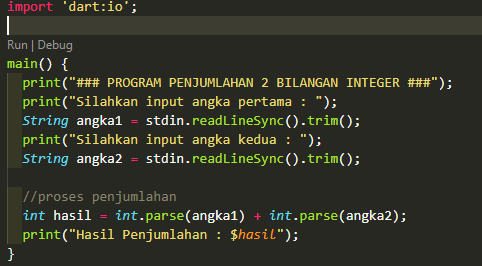 import 'dart:io';
Run | Debug
main() {
print("### PROGRAM PENJUMLAHAN 2 BILANGAN INTEGER ###");
print("Silahkan input angka pertama : ");
String angka1 = stdin.readLineSync().trim();
print("Silahkan input angka kedua : ");
String angka2 = stdin.readLineSync().trim();
//proses penjumlahan
int hasil = int.parse(angka1) + int.parse(angka2);
print("Hasil Penjumlahan : $hasil");
}